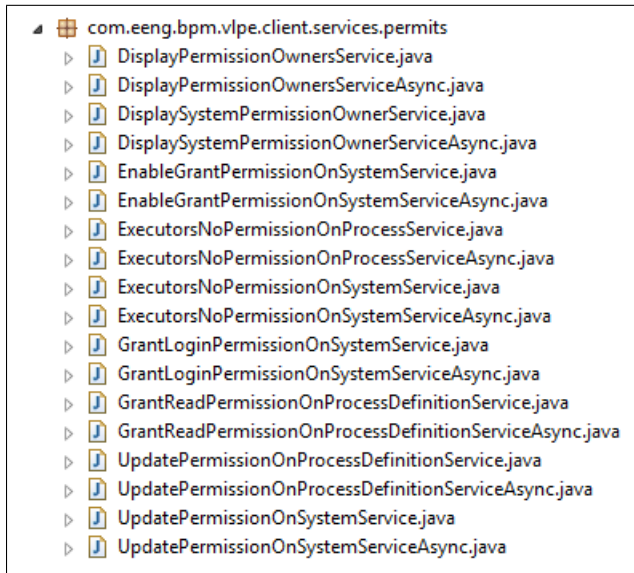 com.eeng.bpm.vlpe.client.services.permits
DisplayPermissionOwnersService.java
DisplayPermissionOwnersServiceAsync.java
DisplaySystemPermissionOwnerService.java
DisplaySystemPermissionOwnerServiceAsync.java
EnableGrantPermissionOnSystemService.java
EnableGrantPermissionOnSystemServiceAsync.java
ExecutorsNoPermissionOnProcessService.java
ExecutorsNoPermissionOnProcessServiceAsync.java
ExecutorsNoPermissionOnSystemService.java
ExecutorsNoPermissionOnSystemServiceAsync.java
GrantLoginPermissionOnSystemService.java
GrantLoginPermissionOnSystemServiceAsync.java
GrantReadPermissionOnProcessDefinitionService.java
GrantReadPermissionOnProcessDefinitionServiceAsync.java
UpdatePermissionOnProcessDefinitionService.java
UpdatePermissionOnProcessDefinitionServiceAsync.java
UpdatePermissionOnSystemService.java
UpdatePermissionOnSystemServiceAsync.java